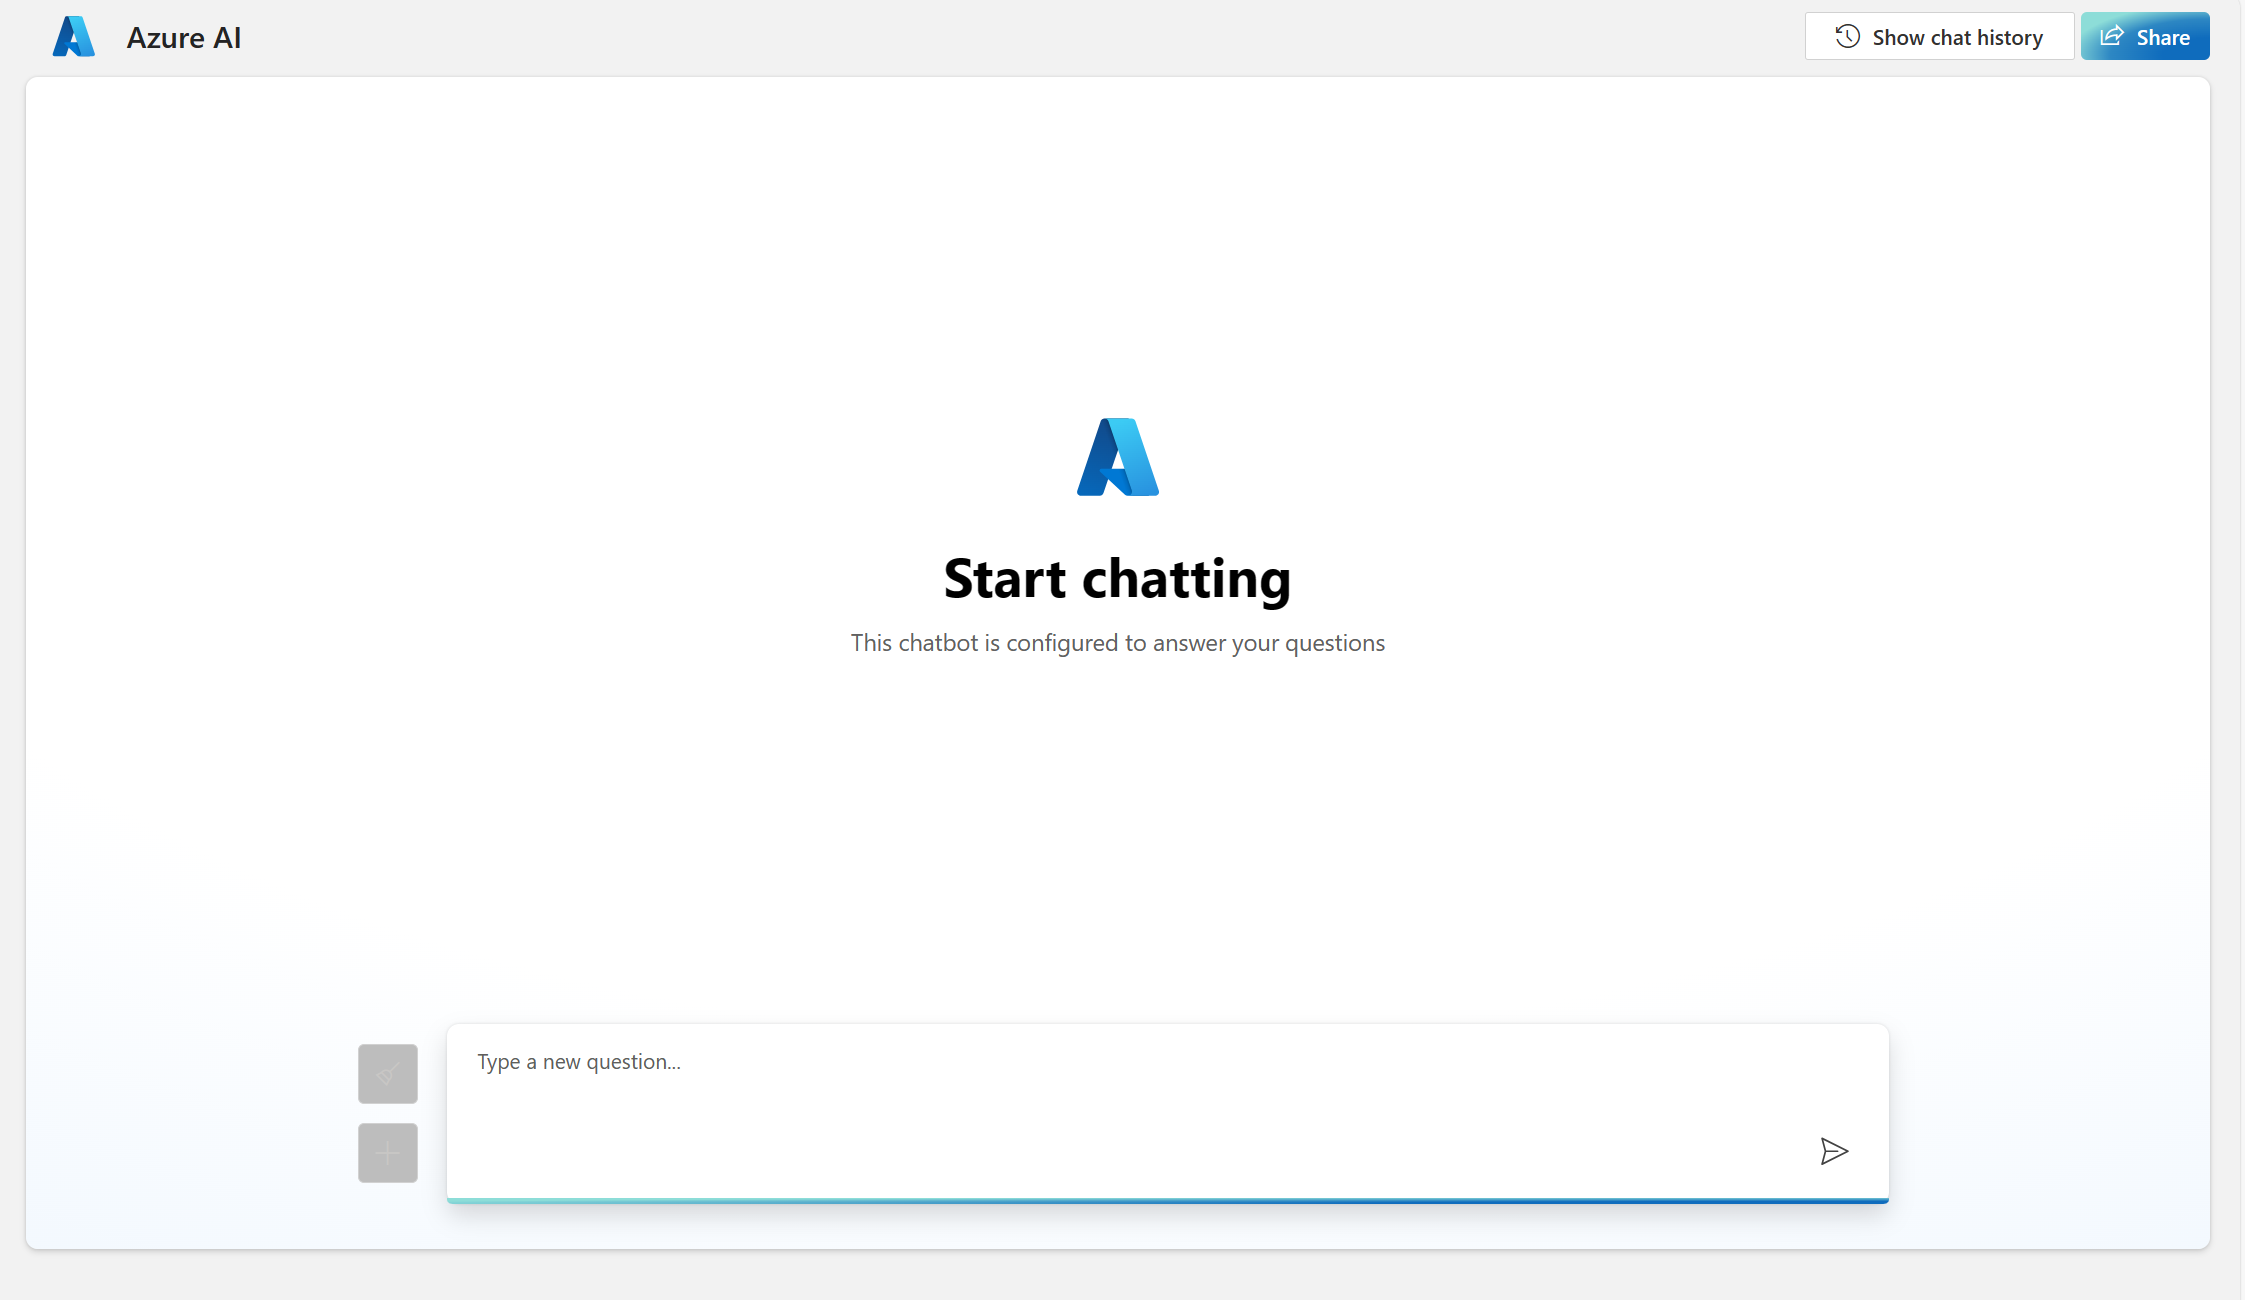 Azure AI
Show chat history
Share
Start chatting
This chatbot is configured to answer your questions
Type a new question...